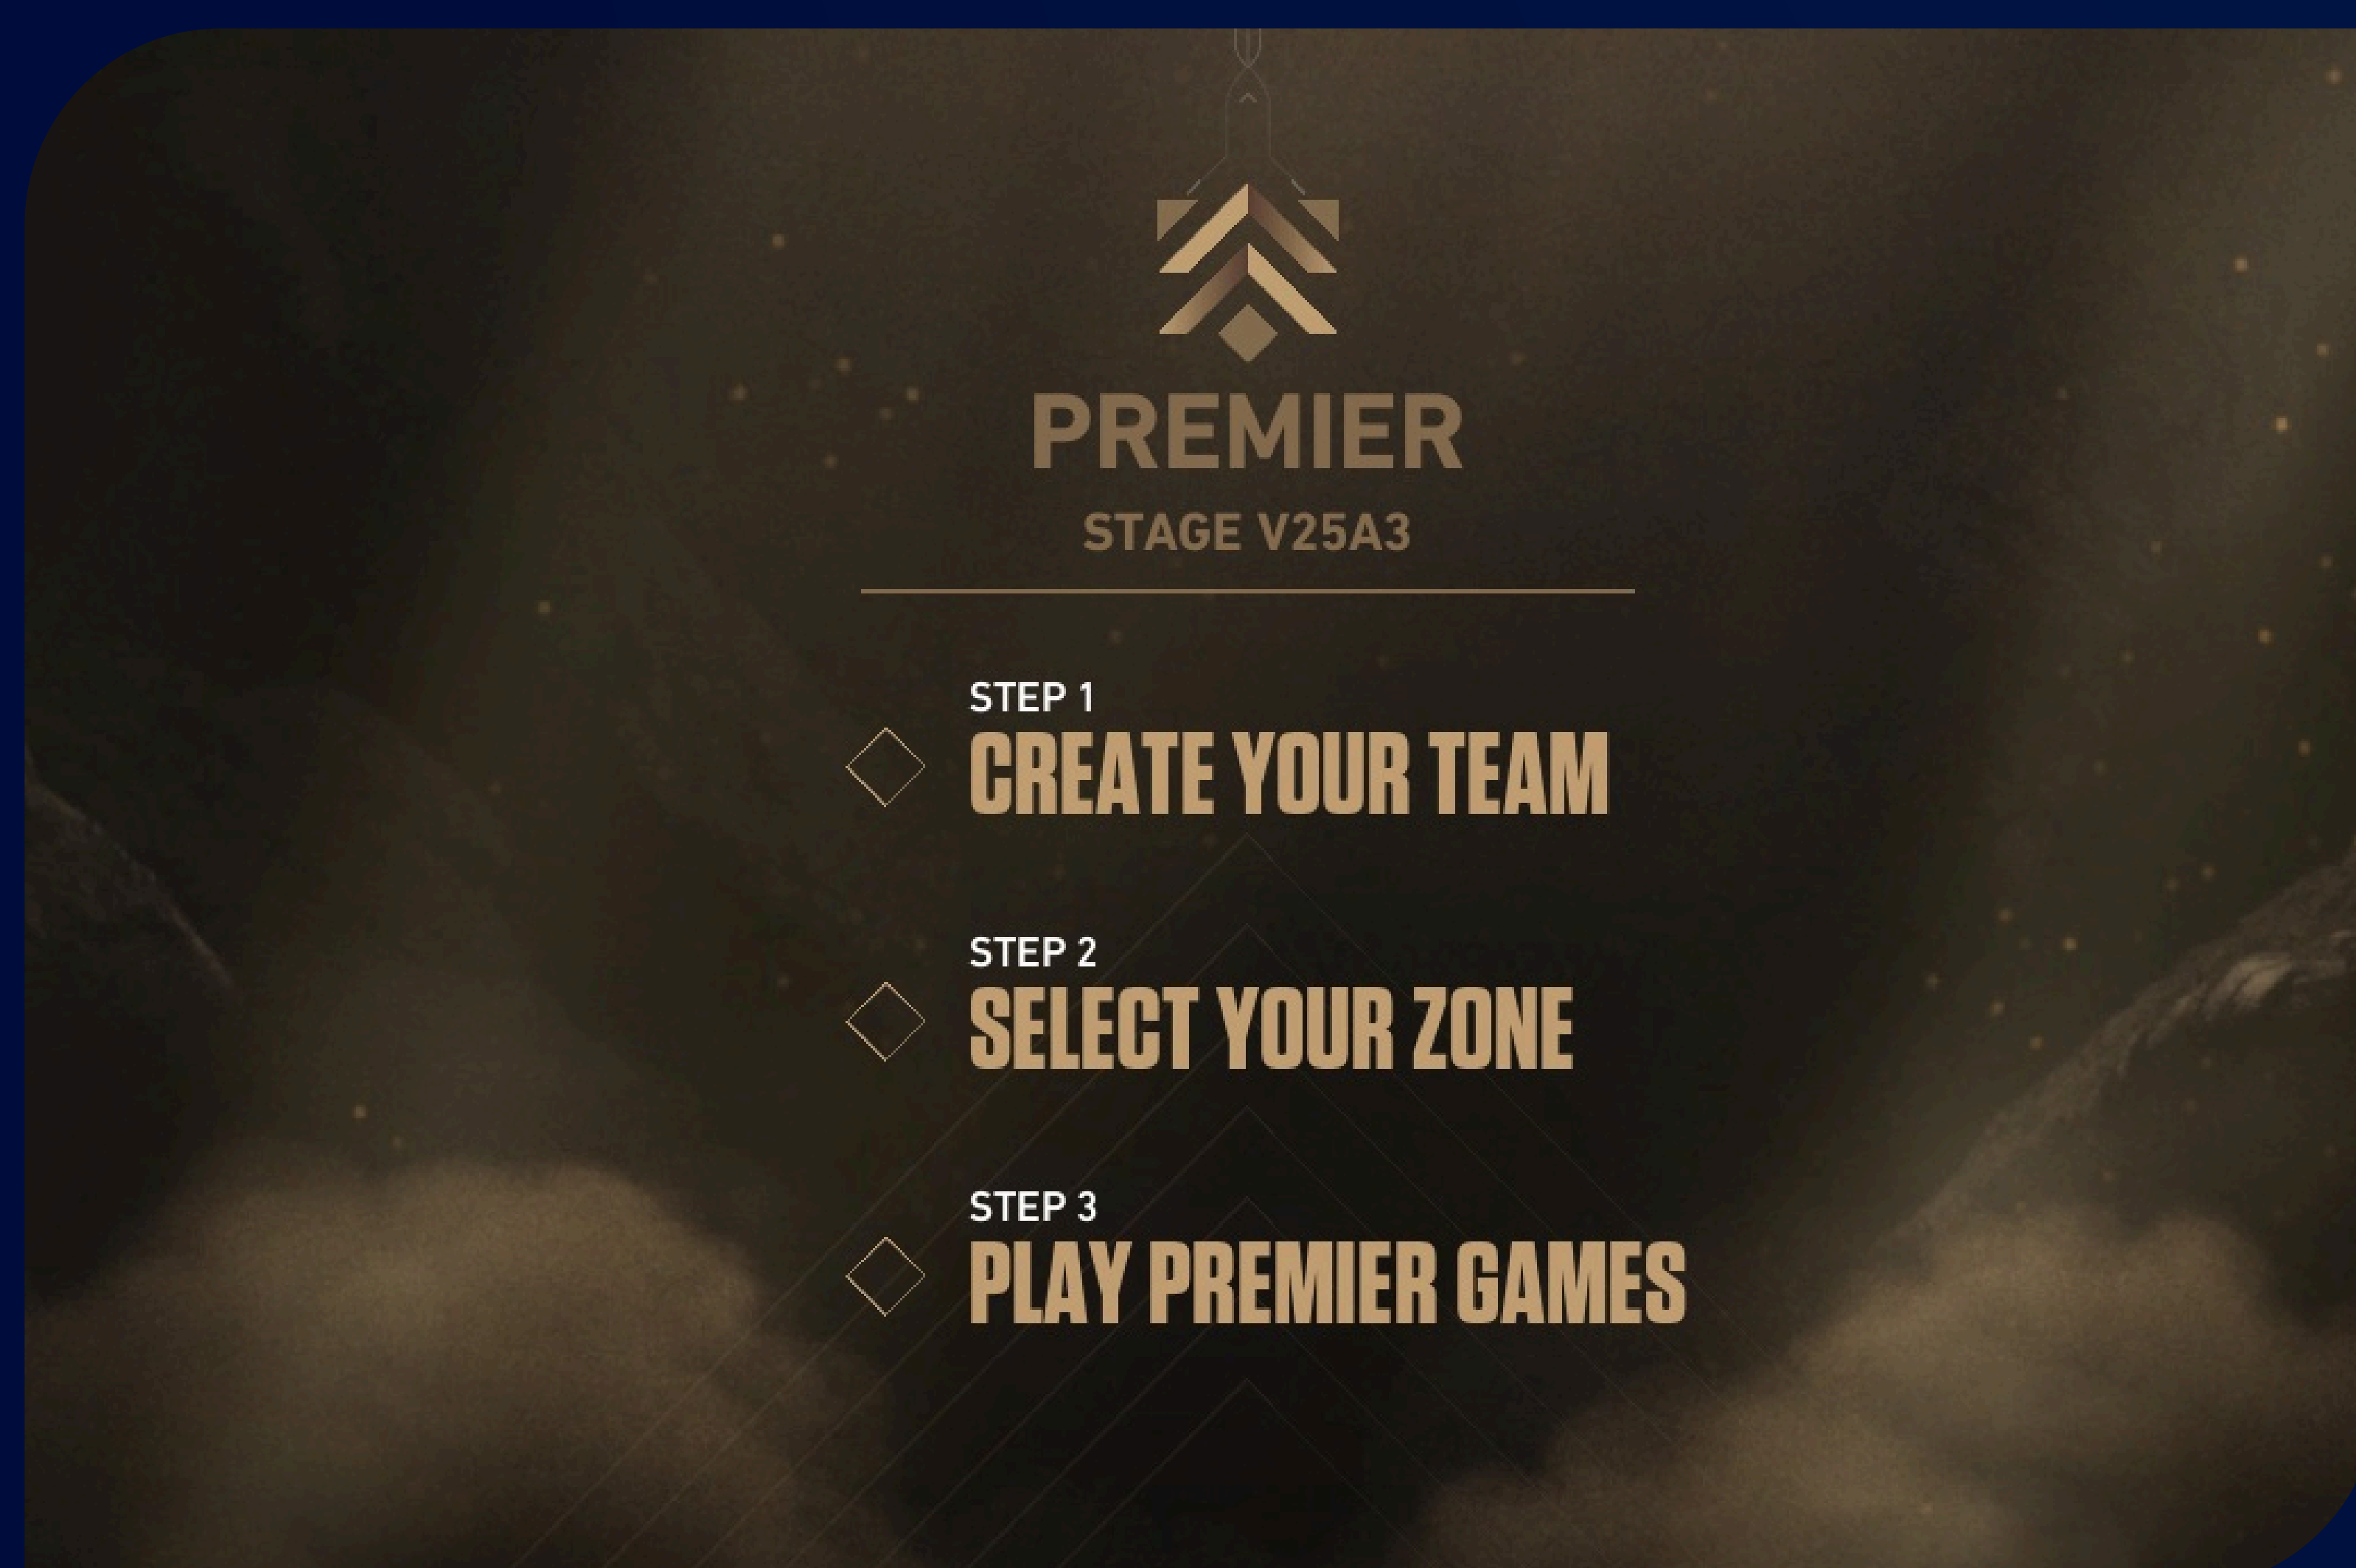 PREMIER
STAGE V25A3
STEP 1
CREATE YOUR TEAM
STEP 2
SELECT YOUR ZONE
STEP 3
PLAY PREMIER GAMES